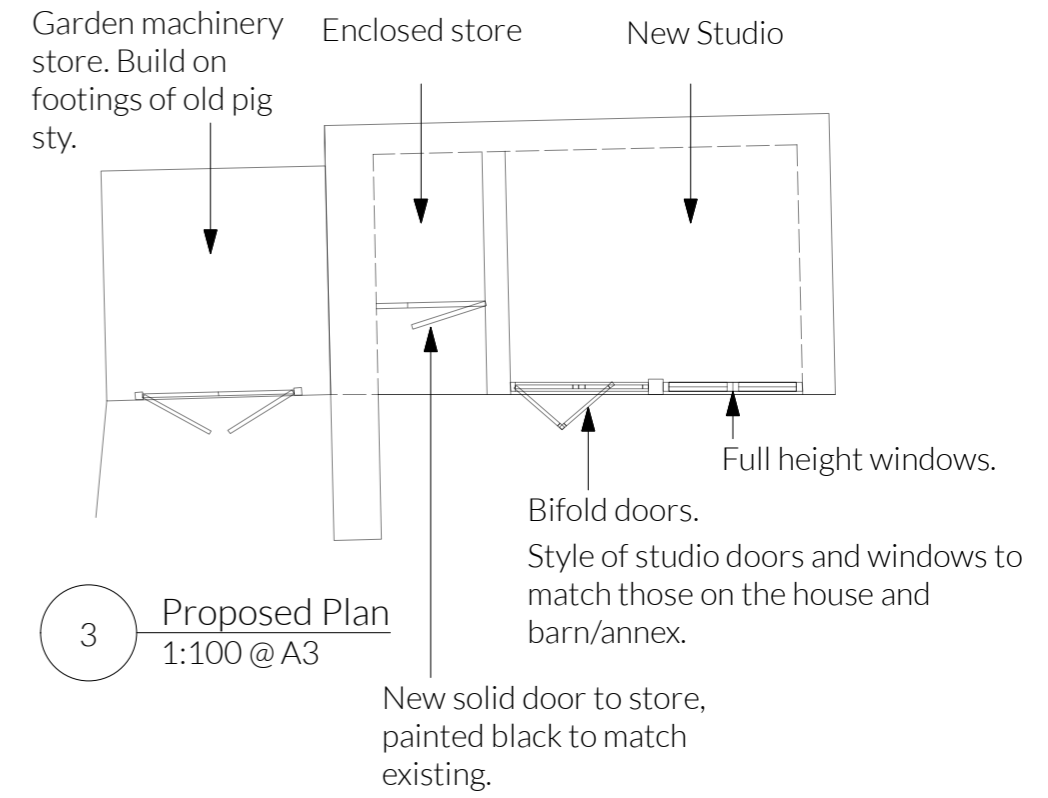 Garden machinery
store. Build on
footings of old pig
sty.
Enclosed store
New Studio
Full height windows.
Bifold doors.
Style of studio doors and windows to
match those on the house and
barn/annex.
3
Proposed Plan
1:100 @ A3
New solid door to store,
painted black to match
existing.